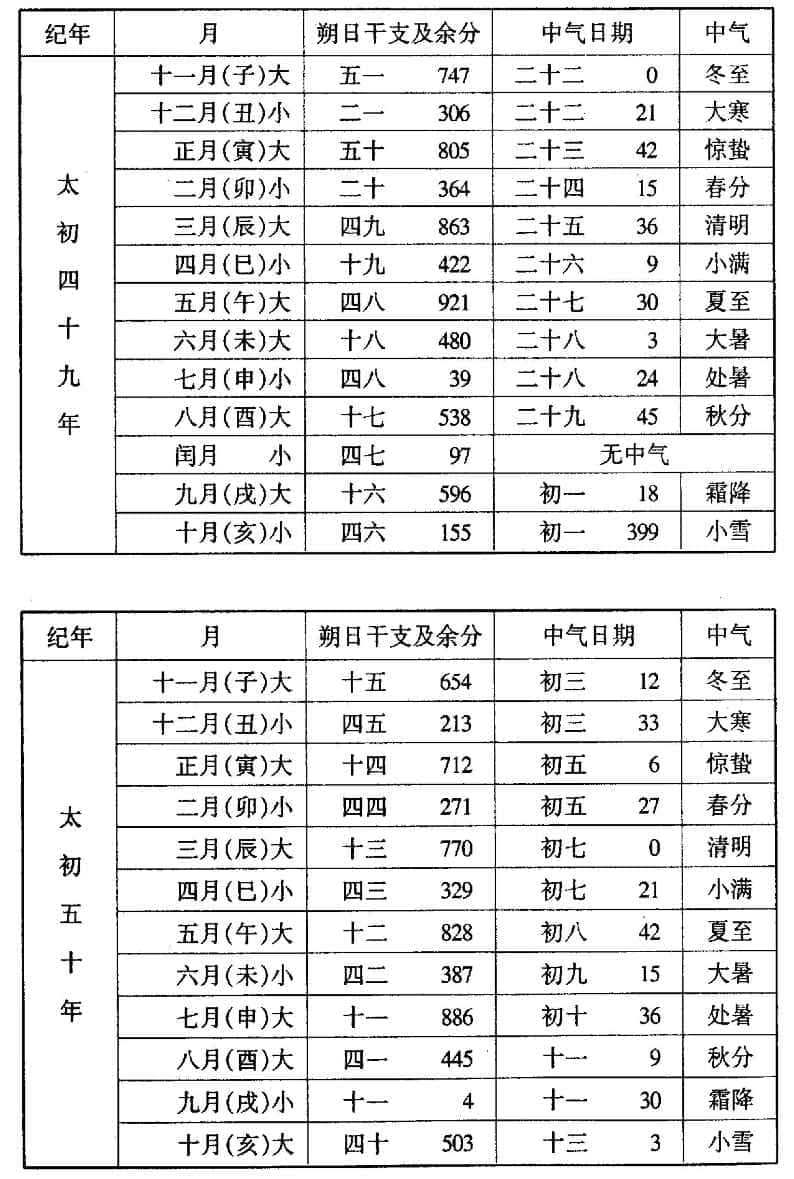 纪年 月 朔日干支及余分 中气日期 中气
太初四十九年
十一月(子)大 五一 747 二十二 0 冬至
十二月(丑)小 二一 306 二十二 21 大寒
正月(寅)大 五十 805 二十三 42 惊蛰
二月(卯)小 二十 364 二十四 15 春分
三月(辰)大 四九 863 二十五 36 清明
四月(巳)小 十九 422 二十六 9 小满
五月(午)大 四八 921 二十七 30 夏至
六月(未)大 十八 480 二十八 3 大暑
七月(申)小 四八 39 二十八 24 处暑
八月(酉)大 十七 538 二十九 45 秋分
闰月 小 四七 97 无中气
九月(戌)大 十六 596 初一 18 霜降
十月(亥)小 四六 155 初一 399 小雪
纪年 月 朔日干支及余分 中气日期 中气
太初五十年
十一月(子)大 十五 654 初三 12 冬至
十二月(丑)小 四五 213 初三 33 大寒
正月(寅)大 十四 712 初五 6 惊蛰
二月(卯)小 四四 271 初五 27 春分
三月(辰)大 十三 770 初七 0 清明
四月(巳)小 四三 329 初七 21 小满
五月(午)大 十二 828 初八 42 夏至
六月(未)小 四二 387 初九 15 大暑
七月(申)大 十一 886 初十 36 处暑
八月(酉)大 四一 445 十一 9 秋分
九月(戌)小 十一 4 十一 30 霜降
十月(亥)大 四十 503 十三 3 小雪